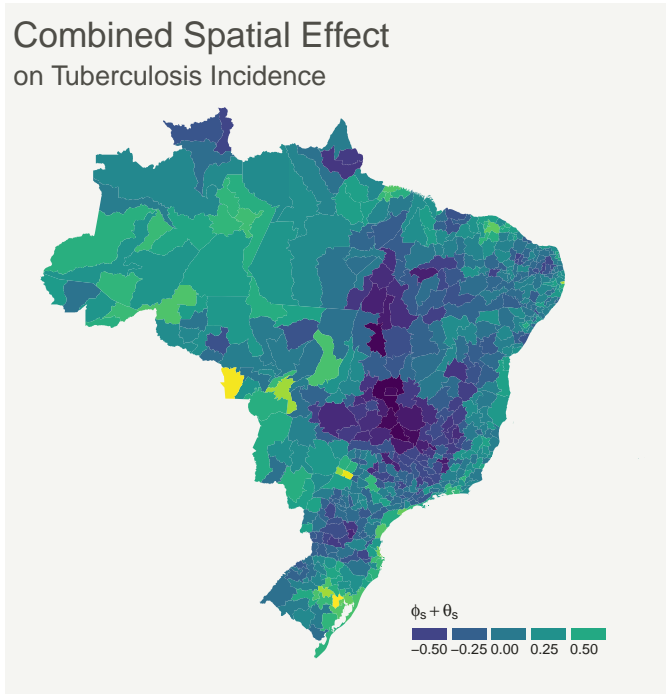 Combined Spatial Effect
on Tuberculosis Incidence
ϕs + θs
−0.50 −0.25 0.00 0.25 0.50